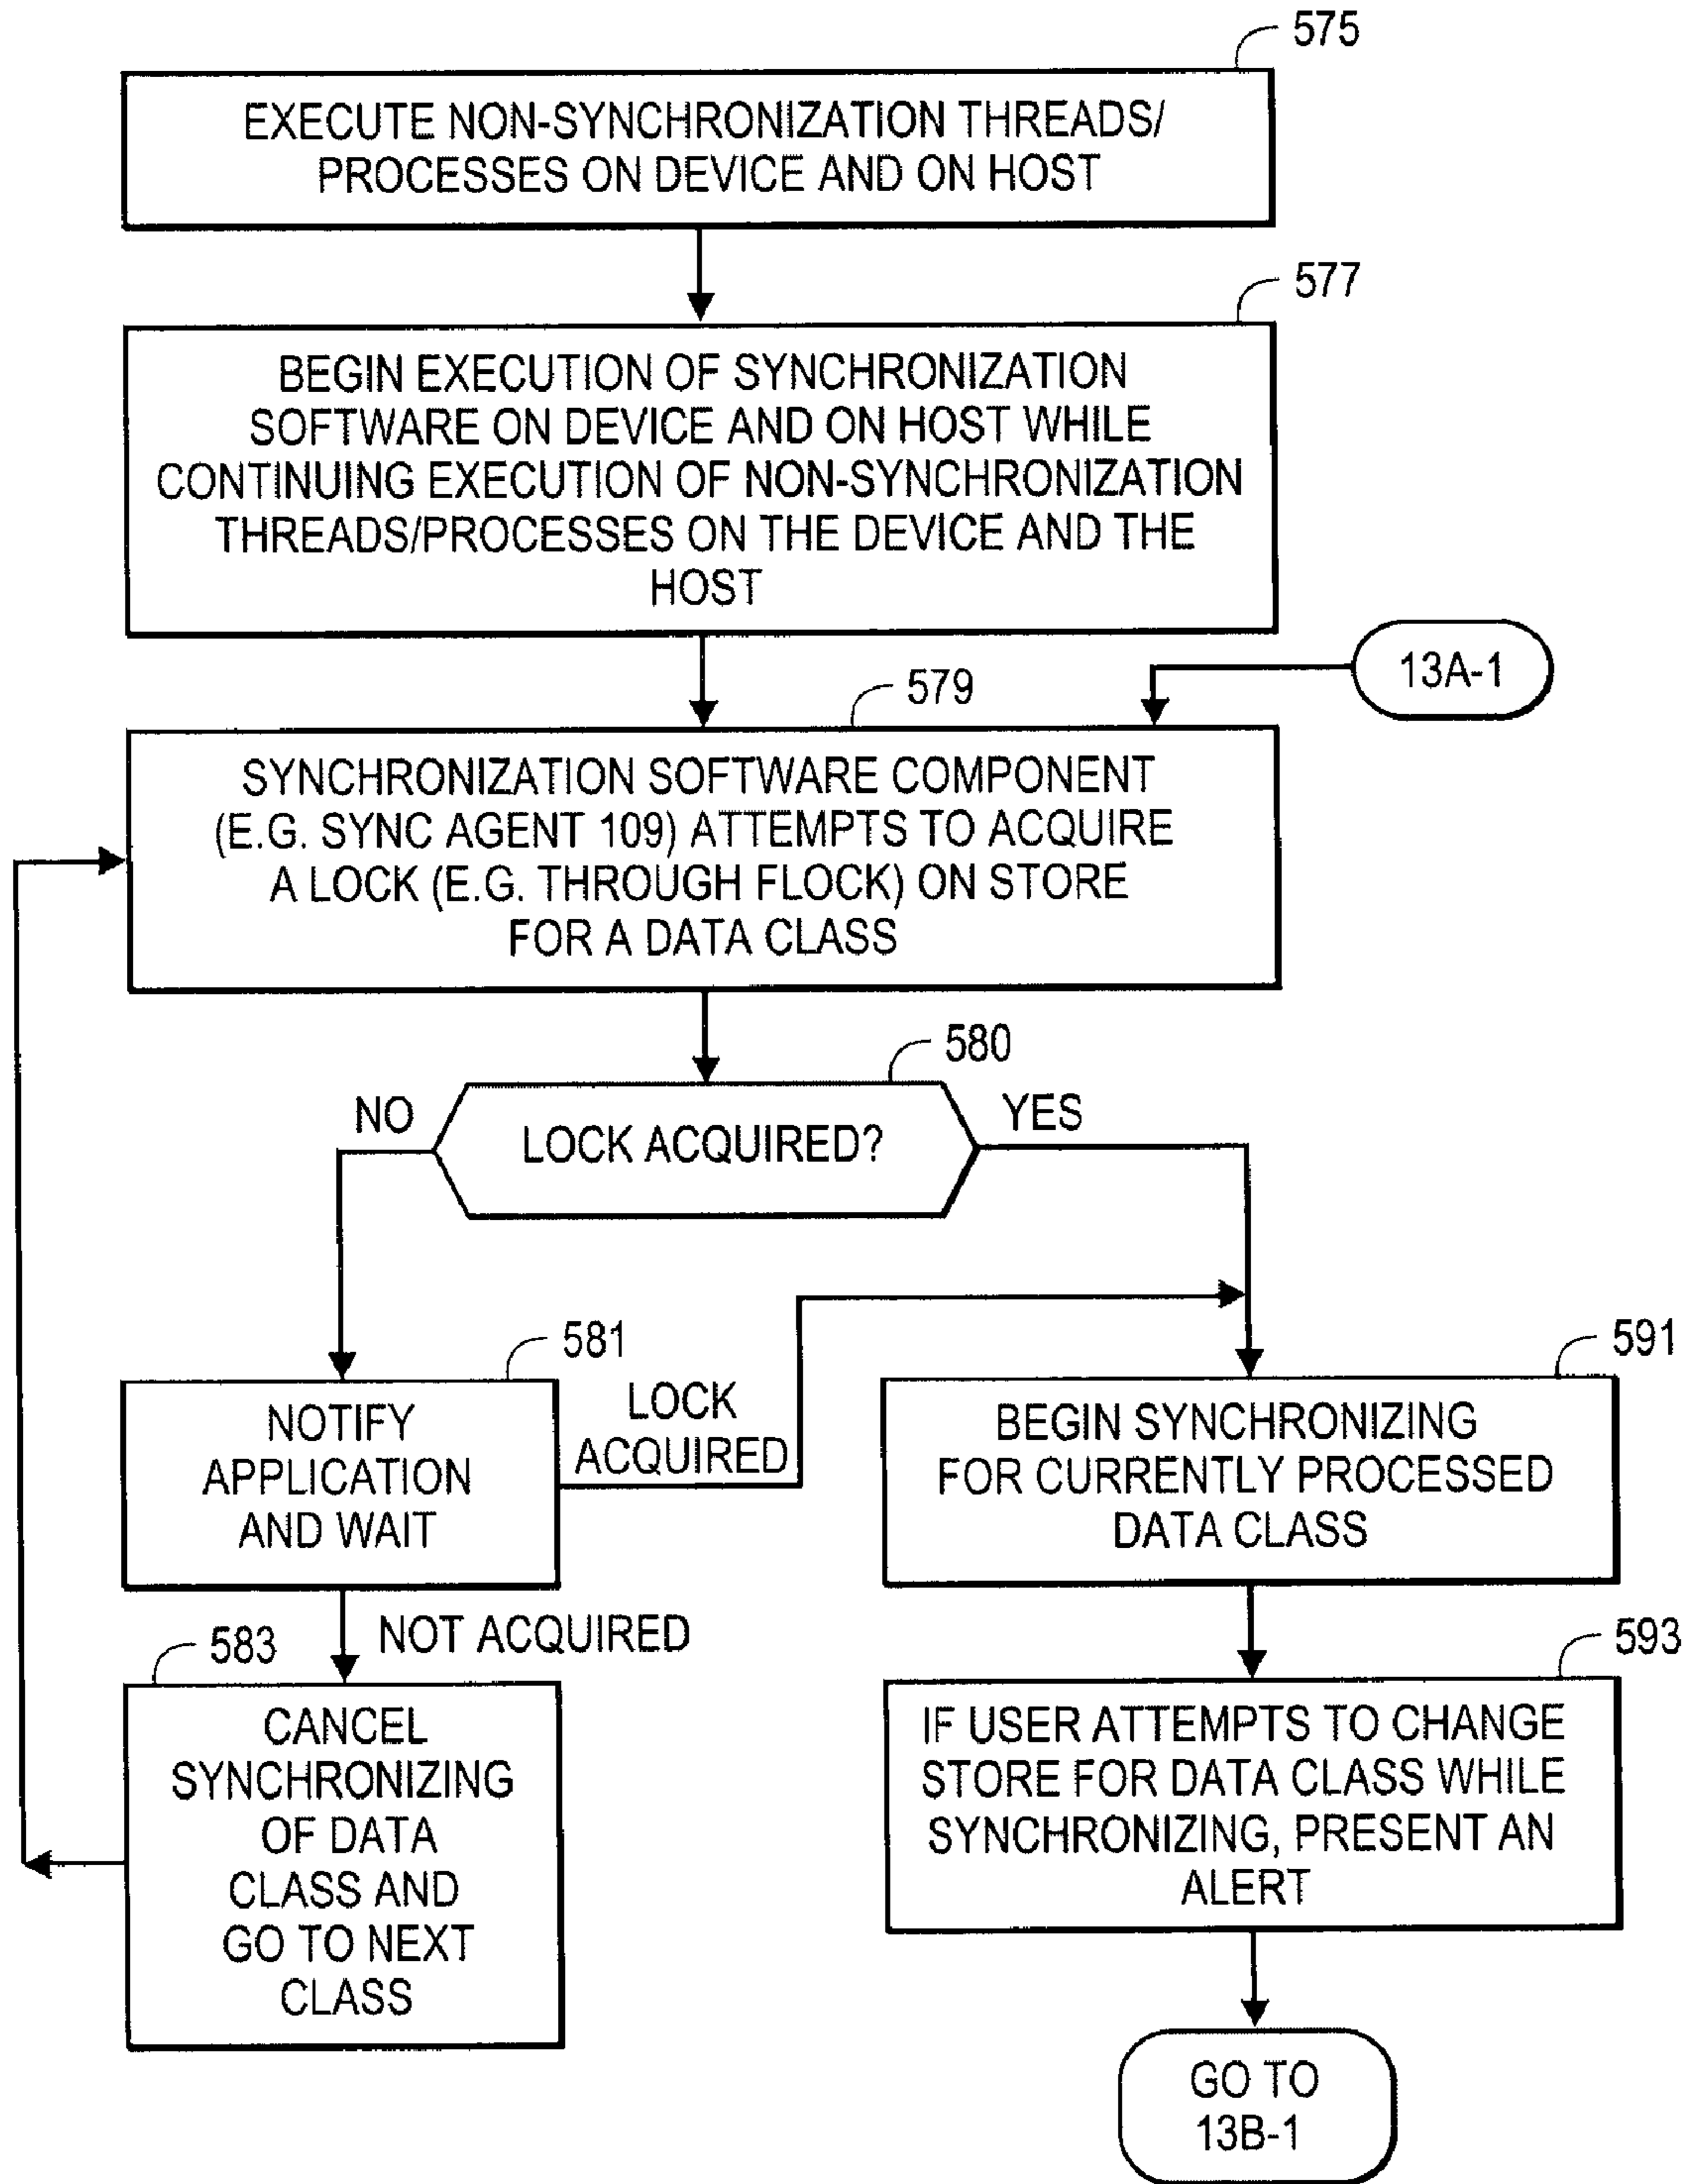 575
EXECUTE NON-SYNCHRONIZATION THREADS/
PROCESSES ON DEVICE AND ON HOST
577
BEGIN EXECUTION OF SYNCHRONIZATION
SOFTWARE ON DEVICE AND ON HOST WHILE
CONTINUING EXECUTION OF NON-SYNCHRONIZATION
THREADS/PROCESSES ON THE DEVICE AND THE
HOST
13A-1
579
SYNCHRONIZATION SOFTWARE COMPONENT
(E.G. SYNC AGENT 109) ATTEMPTS TO ACQUIRE
A LOCK (E.G. THROUGH FLOCK) ON STORE
FOR A DATA CLASS
580
NO
LOCK ACQUIRED?
YES
581
NOTIFY
APPLICATION
AND WAIT
LOCK
ACQUIRED
591
BEGIN SYNCHRONIZING
FOR CURRENTLY PROCESSED
DATA CLASS
NOT ACQUIRED
583
CANCEL
SYNCHRONIZING
OF DATA
CLASS AND
GO TO NEXT
CLASS
593
IF USER ATTEMPTS TO CHANGE
STORE FOR DATA CLASS WHILE
SYNCHRONIZING, PRESENT AN
ALERT
GO TO
13B-1